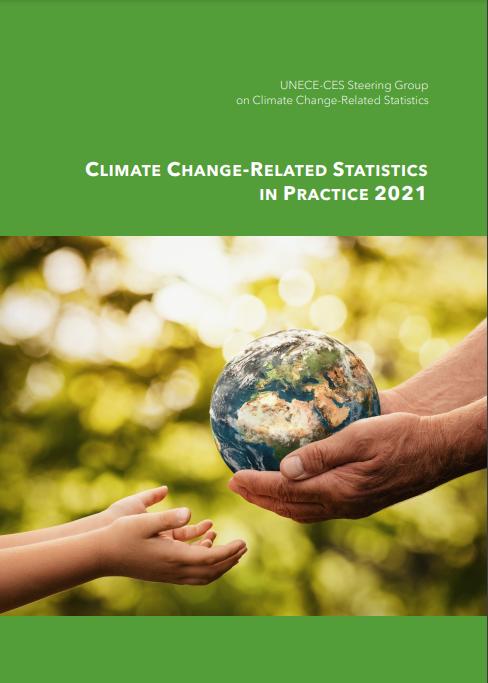 UNECE-CES Steering Group
on Climate Change-Related Statistics
Climate Change-Related Statistics
in Practice 2021